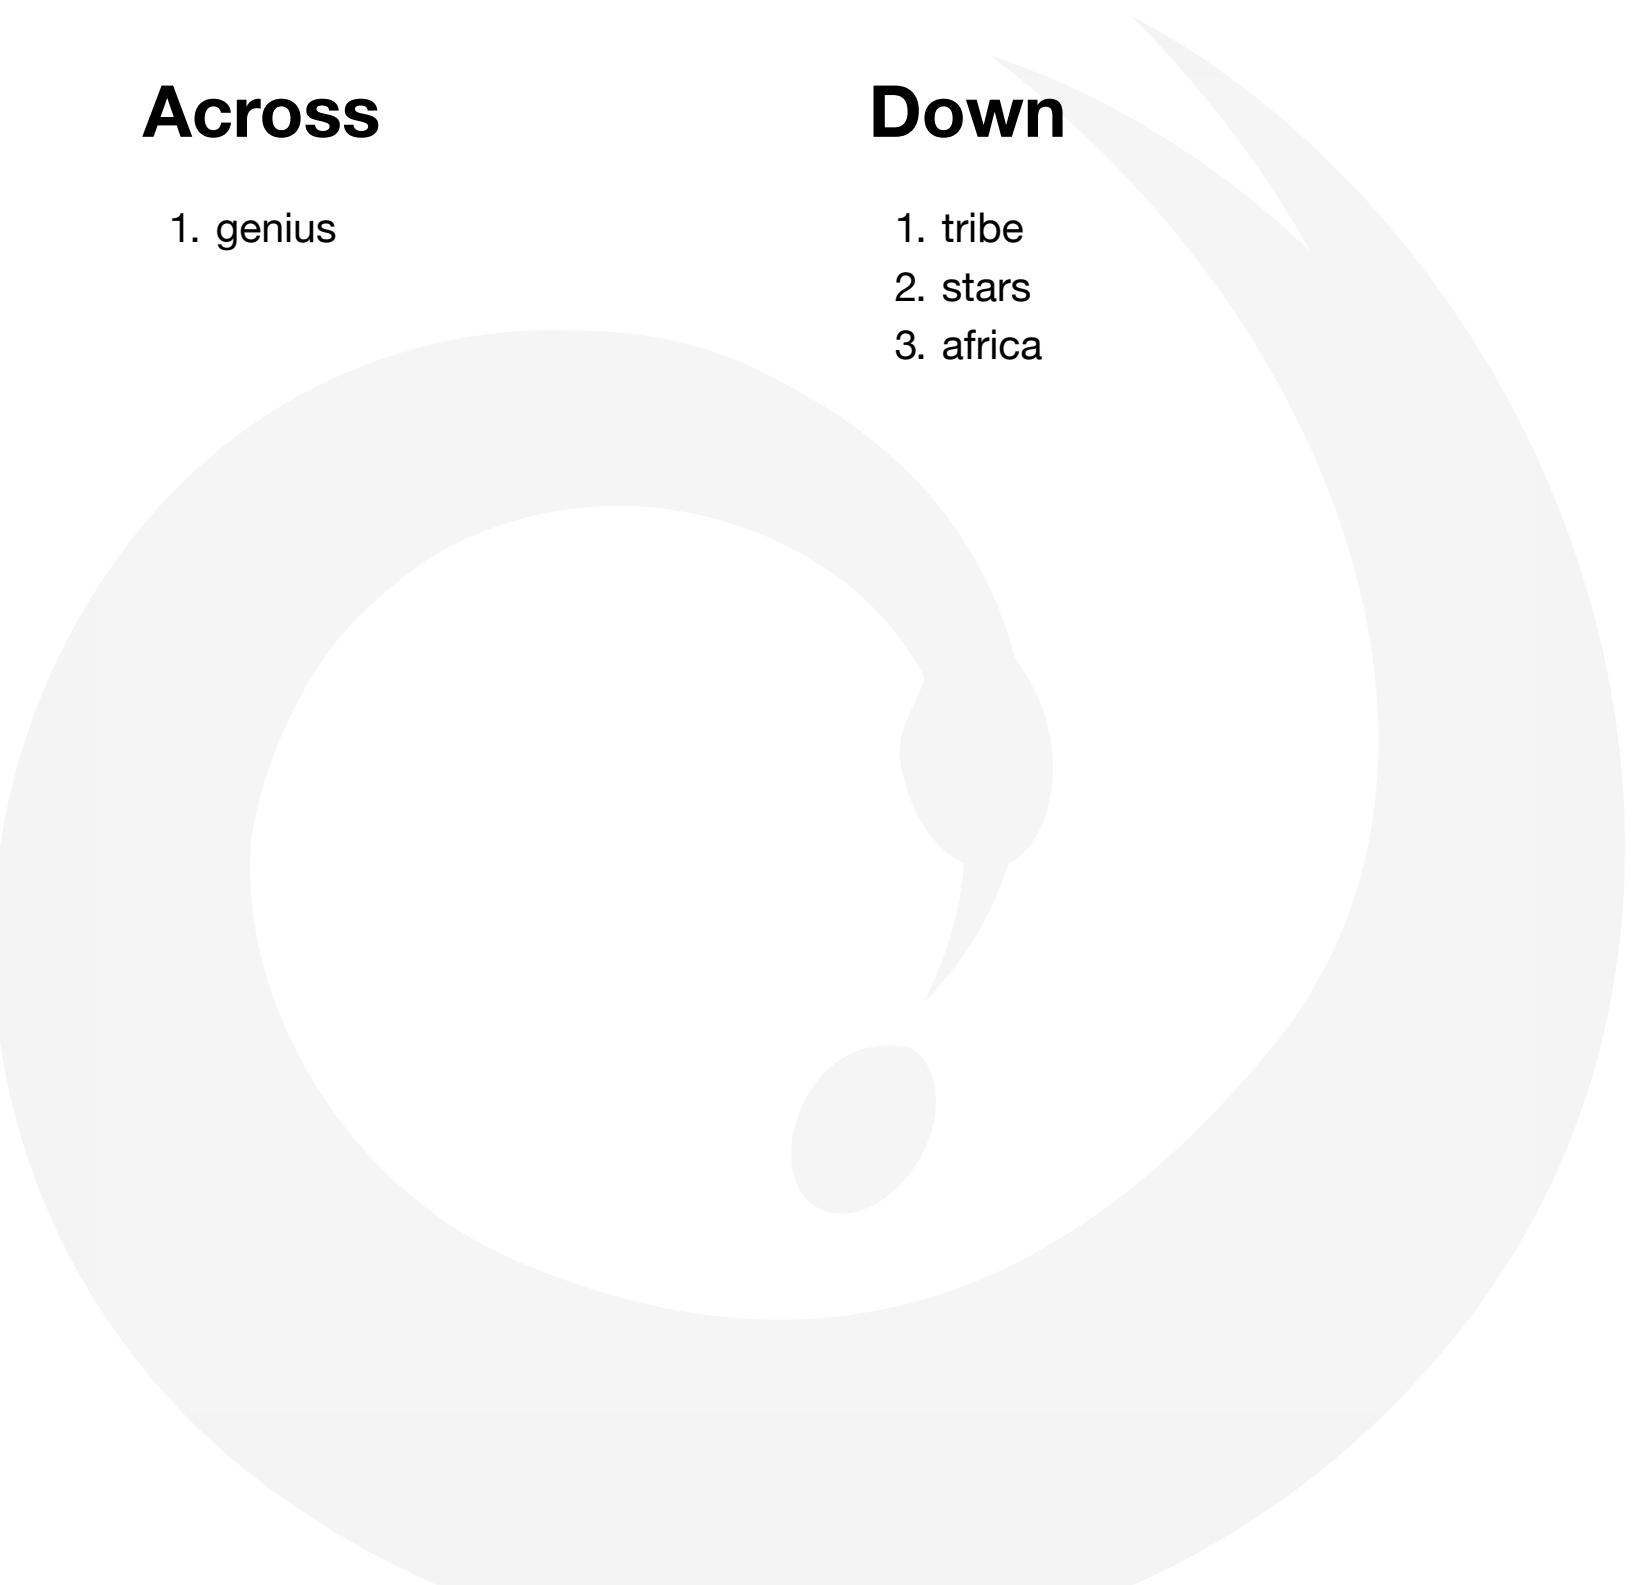 Across
1. genius
Down
1. tribe
2. stars
3. africa